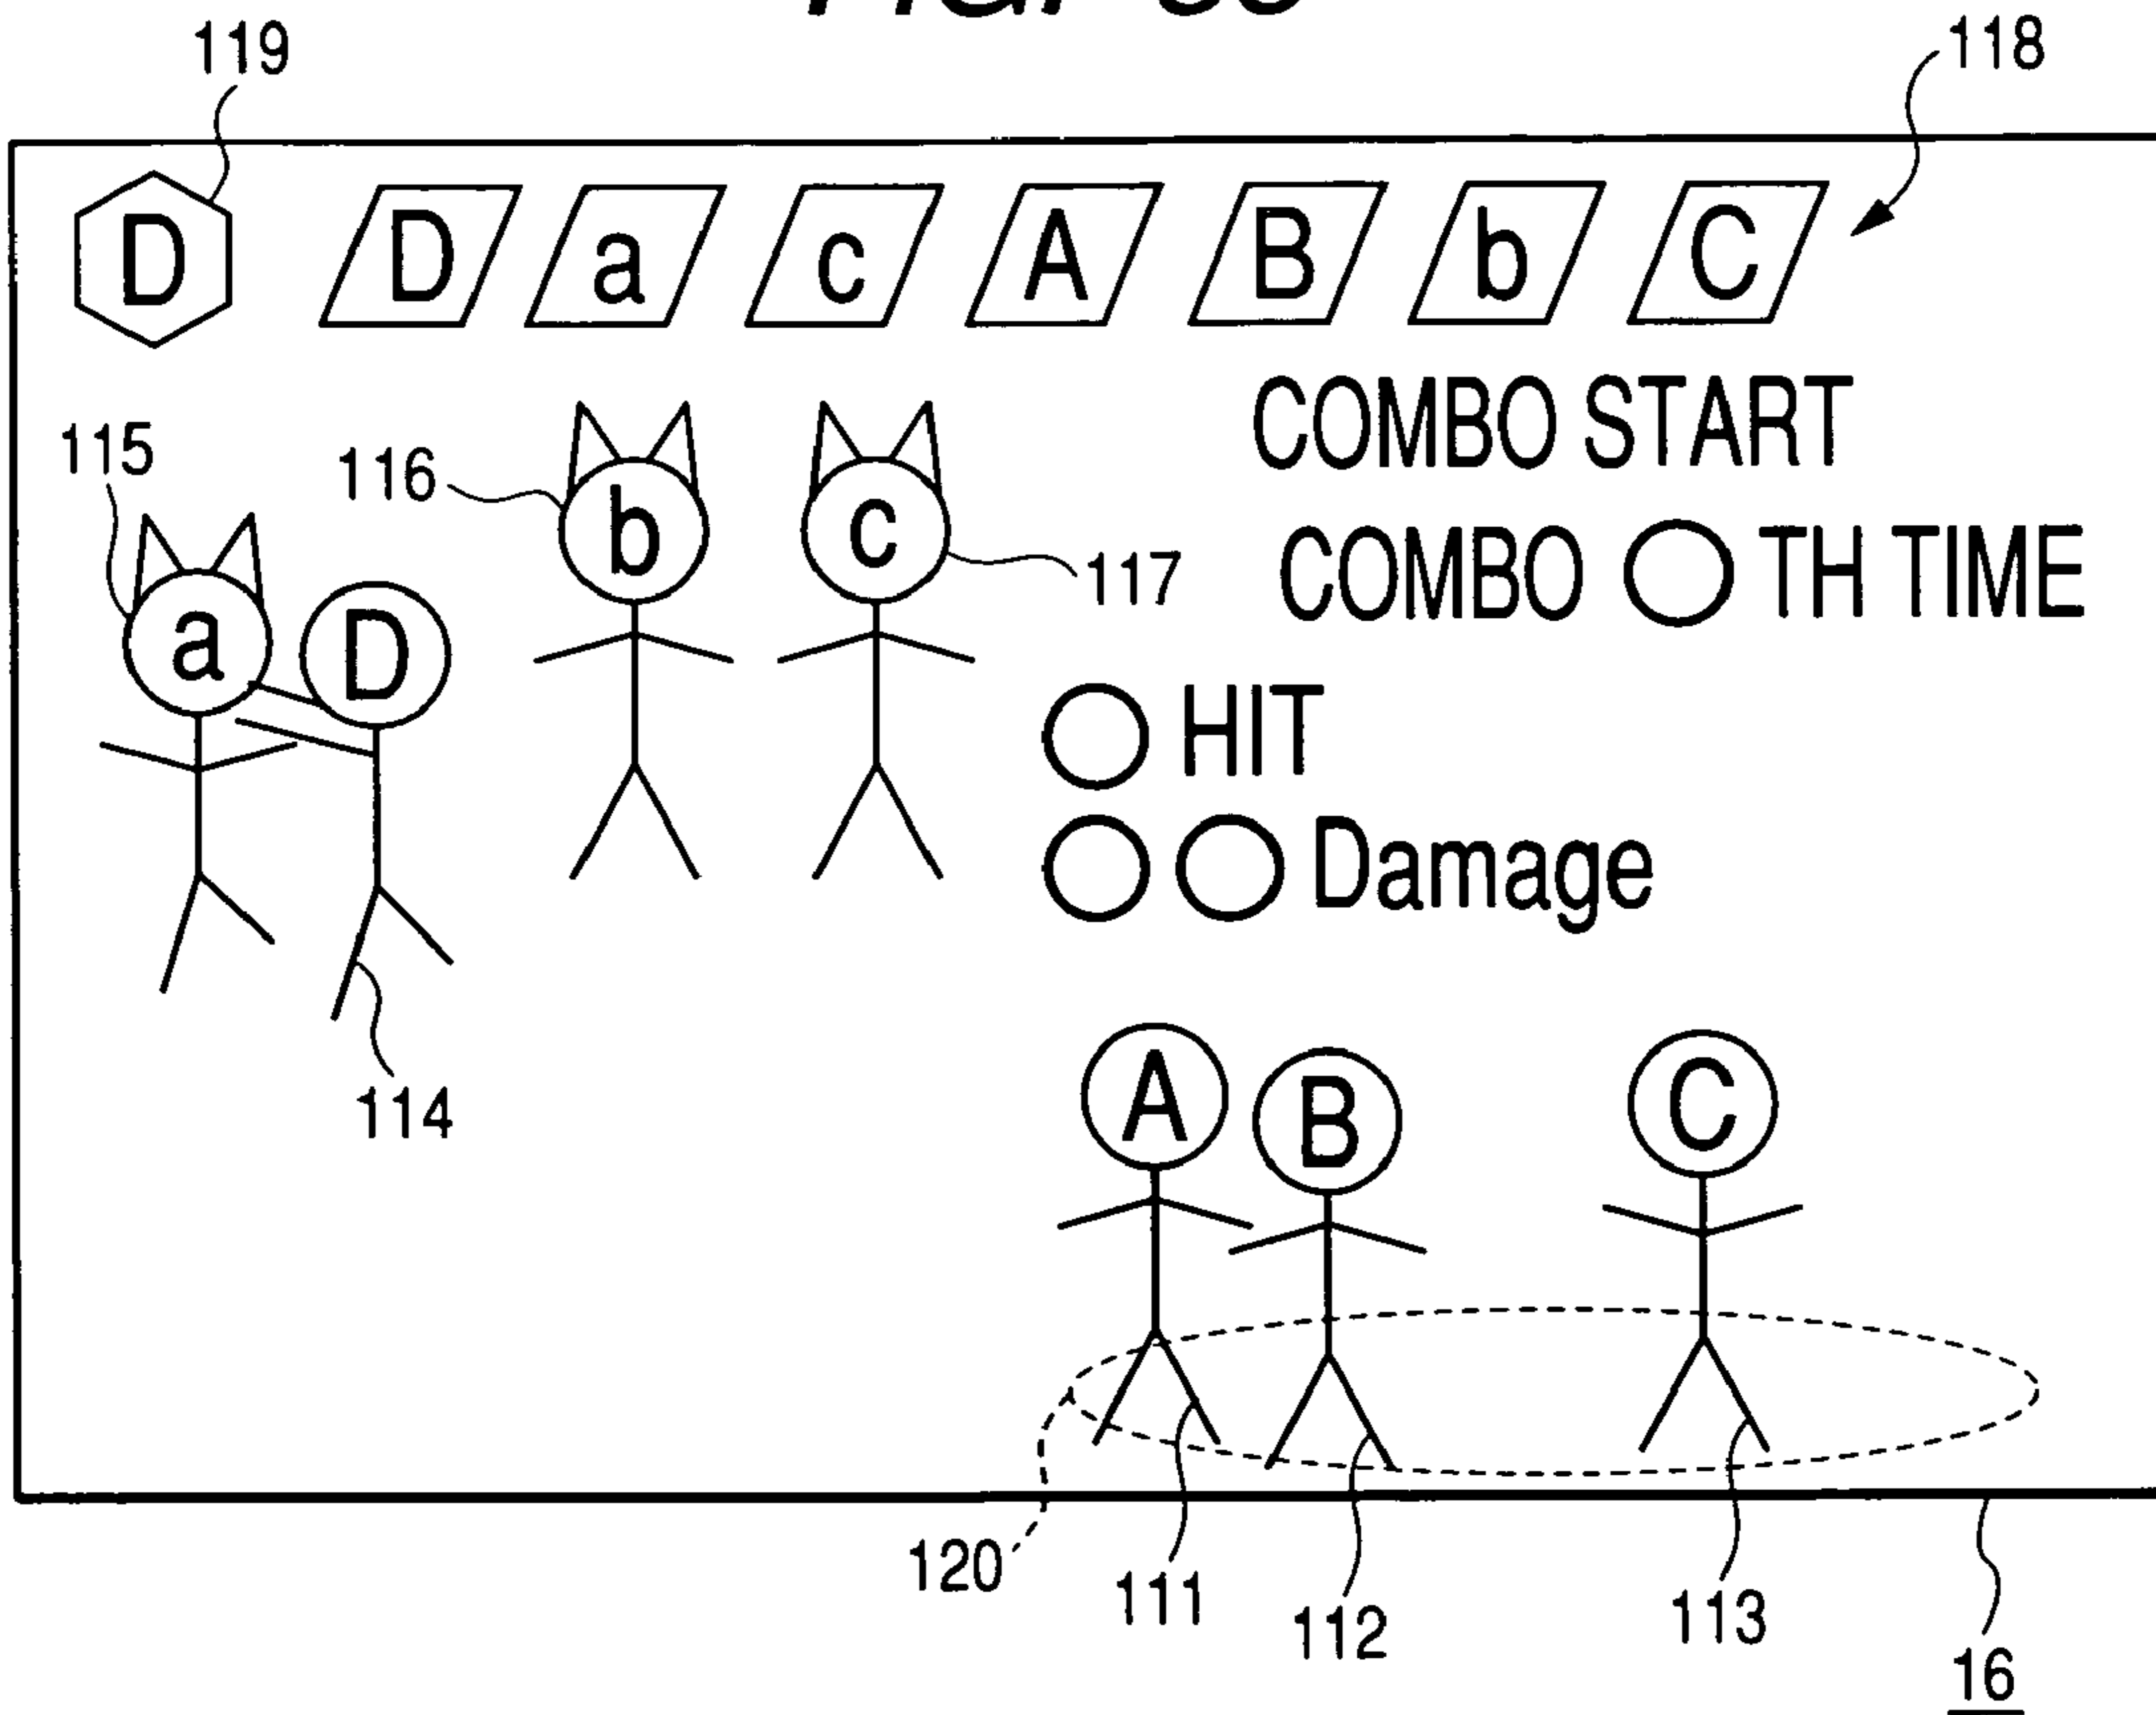 119
118
D D a c A B b C
COMBO START
115
116
b
c
117
COMBO ○ TH TIME
a
D
○ HIT
○ ○ Damage
114
A
B
C
120
111
112
113
16